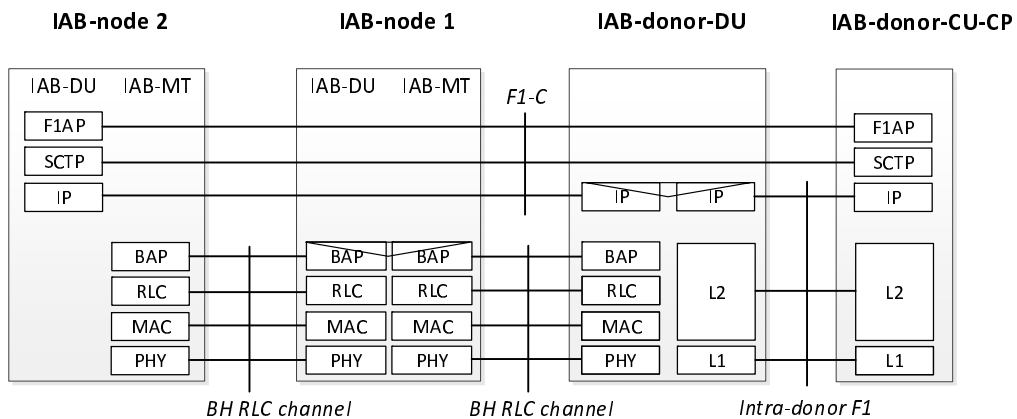 IAB-node 2 IAB-node 1 IAB-donor-DU IAB-donor-CU-CP
IAB-DU IAB-MT IAB-DU IAB-MT
F1-C
F1AP F1AP
SCTP SCTP
IP IP IP IP
BAP BAP BAP BAP
RLC RLC RLC RLC L2 L2
MAC MAC MAC MAC
PHY PHY PHY PHY L1 L1
BH RLC channel BH RLC channel Intra-donor F1